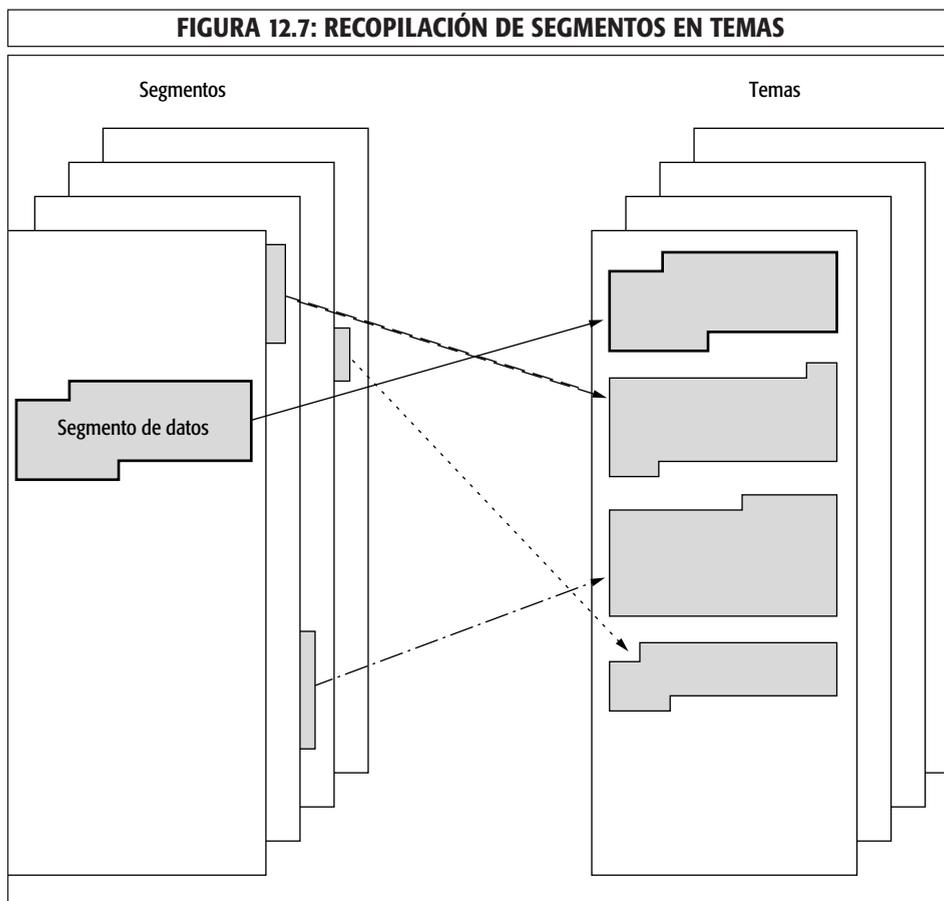 FIGURA 12.7: RECOPILACIÓN DE SEGMENTOS EN TEMAS
Segmentos
Temas
Segmento de datos